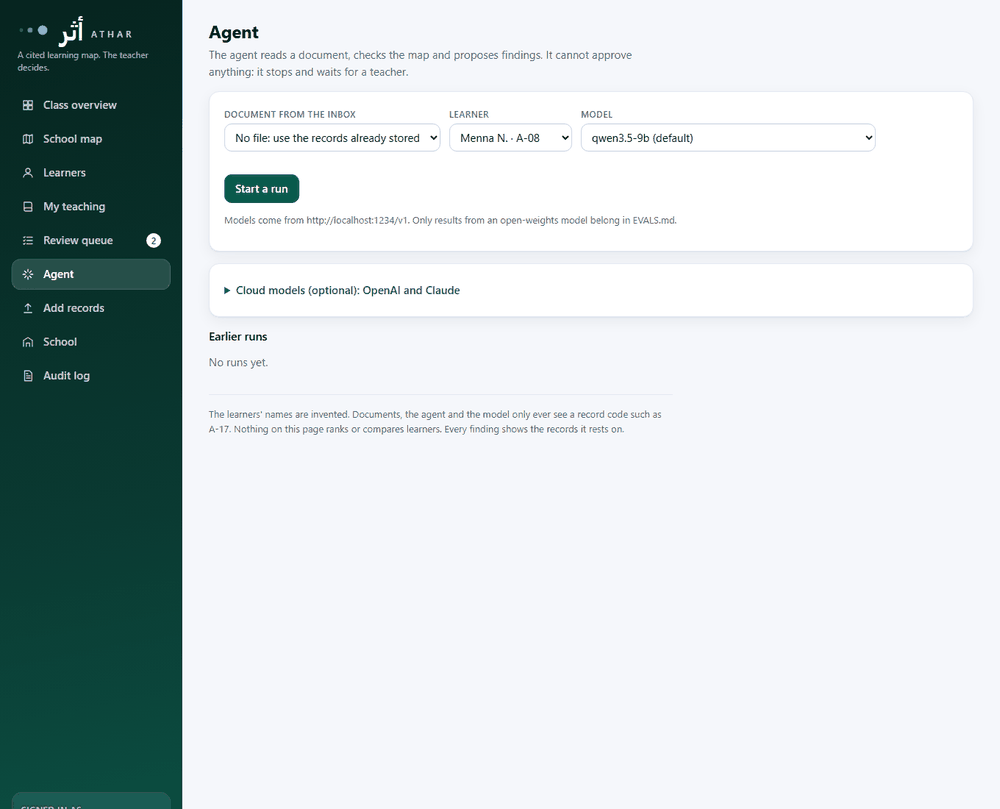 أثر ATHAR
A cited learning map. The teacher
decides.
Class overview
School map
Learners
My teaching
Review queue 2
Agent
Add records
School
Audit log
Agent
The agent reads a document, checks the map and proposes findings. It cannot approve
anything: it stops and waits for a teacher.
DOCUMENT FROM THE INBOX LEARNER MODEL
No file: use the records already stored Menna N. · A-08 qwen3.5-9b (default)
Start a run
Models come from http://localhost:1234/v1. Only results from an open-weights model belong in EVALS.md.
Cloud models (optional): OpenAI and Claude
Earlier runs
No runs yet.
The learners' names are invented. Documents, the agent and the model only ever see a record code such as
A-17. Nothing on this page ranks or compares learners. Every finding shows the records it rests on.
SIGNED IN AS